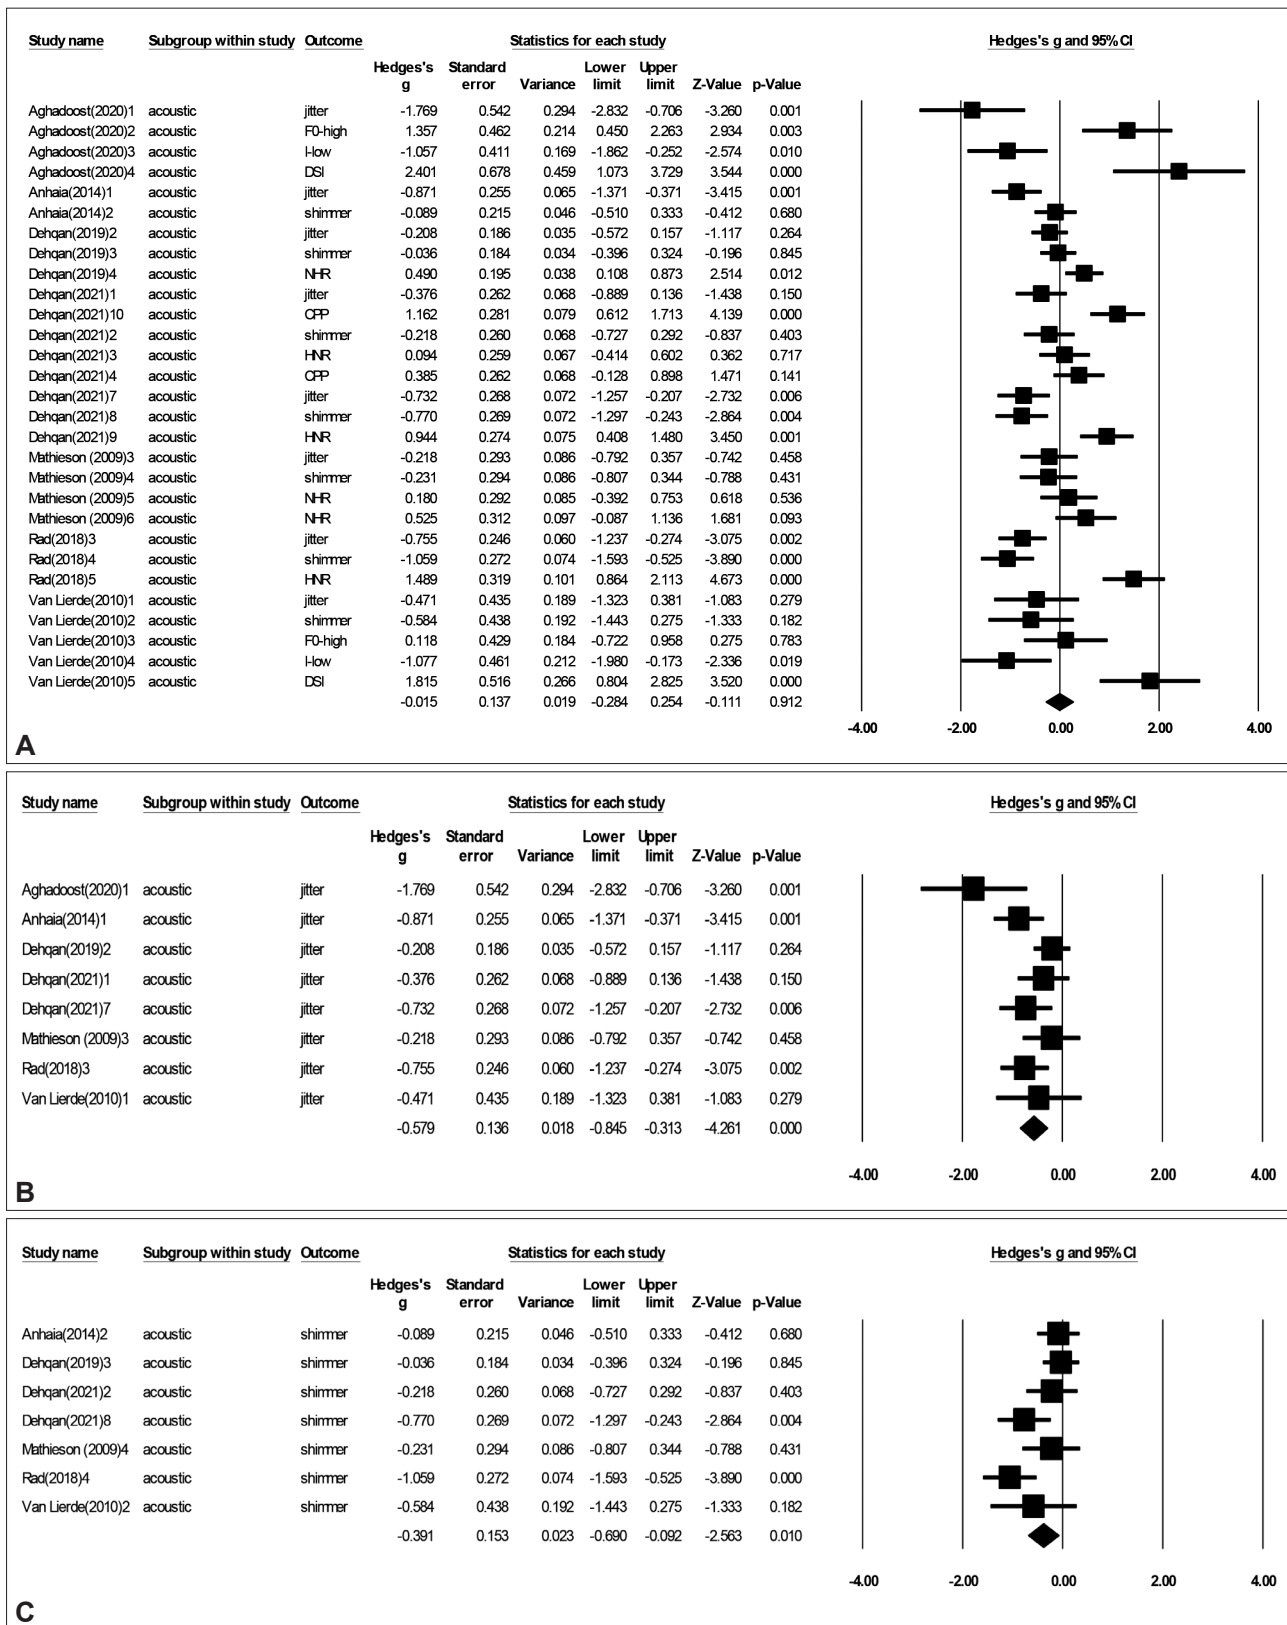 Study name Subgroup within study Outcome Statistics for each study Hedges's g and 95% CI
Hedges's g Standard error Variance Lower limit Upper limit Z-Value p-Value
Aghadoost(2020)1 acoustic jitter -1.769 0.542 0.294 -2.832 -0.706 -3.260 0.001
Aghadoost(2020)2 acoustic F0-high 1.357 0.462 0.214 0.450 2.263 2.934 0.003
Aghadoost(2020)3 acoustic I-low -1.057 0.411 0.169 -1.862 -0.252 -2.574 0.010
Aghadoost(2020)4 acoustic DSI 2.401 0.678 0.459 1.073 3.729 3.544 0.000
Anhaia(2014)1 acoustic jitter -0.871 0.255 0.065 -1.371 -0.371 -3.415 0.001
Anhaia(2014)2 acoustic shimmer -0.089 0.215 0.046 -0.510 0.333 -0.412 0.680
Dehqan(2019)2 acoustic jitter -0.208 0.186 0.035 -0.572 0.157 -1.117 0.264
Dehqan(2019)3 acoustic shimmer -0.036 0.184 0.034 -0.396 0.324 -0.196 0.845
Dehqan(2019)4 acoustic NHR 0.490 0.195 0.038 0.108 0.873 2.514 0.012
Dehqan(2021)1 acoustic jitter -0.376 0.262 0.068 -0.889 0.136 -1.438 0.150
Dehqan(2021)10 acoustic CPP 1.162 0.281 0.079 0.612 1.713 4.139 0.000
Dehqan(2021)2 acoustic shimmer -0.218 0.260 0.068 -0.727 0.292 -0.837 0.403
Dehqan(2021)3 acoustic HNR 0.094 0.259 0.067 -0.414 0.602 0.362 0.717
Dehqan(2021)4 acoustic CPP 0.385 0.262 0.068 -0.128 0.898 1.471 0.141
Dehqan(2021)7 acoustic jitter -0.732 0.268 0.072 -1.257 -0.207 -2.732 0.006
Dehqan(2021)8 acoustic shimmer -0.770 0.269 0.072 -1.297 -0.243 -2.864 0.004
Dehqan(2021)9 acoustic HNR 0.944 0.274 0.075 0.408 1.480 3.450 0.001
Mathieson (2009)3 acoustic jitter -0.218 0.293 0.086 -0.792 0.357 -0.742 0.458
Mathieson (2009)4 acoustic shimmer -0.231 0.294 0.086 -0.807 0.344 -0.788 0.431
Mathieson (2009)5 acoustic NHR 0.180 0.292 0.085 -0.392 0.753 0.618 0.536
Mathieson (2009)6 acoustic NHR 0.525 0.312 0.097 -0.087 1.136 1.681 0.093
Rad(2018)3 acoustic jitter -0.755 0.246 0.060 -1.237 -0.274 -3.075 0.002
Rad(2018)4 acoustic shimmer -1.059 0.272 0.074 -1.593 -0.525 -3.890 0.000
Rad(2018)5 acoustic HNR 1.489 0.319 0.101 0.864 2.113 4.673 0.000
Van Lierde(2010)1 acoustic jitter -0.471 0.435 0.189 -1.323 0.381 -1.083 0.279
Van Lierde(2010)2 acoustic shimmer -0.584 0.438 0.192 -1.443 0.275 -1.333 0.182
Van Lierde(2010)3 acoustic F0-high 0.118 0.429 0.184 -0.722 0.958 0.275 0.783
Van Lierde(2010)4 acoustic I-low -1.077 0.461 0.212 -1.980 -0.173 -2.336 0.019
Van Lierde(2010)5 acoustic DSI 1.815 0.516 0.266 0.804 2.825 3.520 0.000
-0.015 0.137 0.019 -0.284 0.254 -0.111 0.912
-4.00 -2.00 0.00 2.00 4.00
A
Study name Subgroup within study Outcome Statistics for each study Hedges's g and 95% CI
Hedges's g Standard error Variance Lower limit Upper limit Z-Value p-Value
Aghadoost(2020)1 acoustic jitter -1.769 0.542 0.294 -2.832 -0.706 -3.260 0.001
Anhaia(2014)1 acoustic jitter -0.871 0.255 0.065 -1.371 -0.371 -3.415 0.001
Dehqan(2019)2 acoustic jitter -0.208 0.186 0.035 -0.572 0.157 -1.117 0.264
Dehqan(2021)1 acoustic jitter -0.376 0.262 0.068 -0.889 0.136 -1.438 0.150
Dehqan(2021)7 acoustic jitter -0.732 0.268 0.072 -1.257 -0.207 -2.732 0.006
Mathieson (2009)3 acoustic jitter -0.218 0.293 0.086 -0.792 0.357 -0.742 0.458
Rad(2018)3 acoustic jitter -0.755 0.246 0.060 -1.237 -0.274 -3.075 0.002
Van Lierde(2010)1 acoustic jitter -0.471 0.435 0.189 -1.323 0.381 -1.083 0.279
-0.579 0.136 0.018 -0.845 -0.313 -4.261 0.000
-4.00 -2.00 0.00 2.00 4.00
B
Study name Subgroup within study Outcome Statistics for each study Hedges's g and 95% CI
Hedges's g Standard error Variance Lower limit Upper limit Z-Value p-Value
Anhaia(2014)2 acoustic shimmer -0.089 0.215 0.046 -0.510 0.333 -0.412 0.680
Dehqan(2019)3 acoustic shimmer -0.036 0.184 0.034 -0.396 0.324 -0.196 0.845
Dehqan(2021)2 acoustic shimmer -0.218 0.260 0.068 -0.727 0.292 -0.837 0.403
Dehqan(2021)8 acoustic shimmer -0.770 0.269 0.072 -1.297 -0.243 -2.864 0.004
Mathieson (2009)4 acoustic shimmer -0.231 0.294 0.086 -0.807 0.344 -0.788 0.431
Rad(2018)4 acoustic shimmer -1.059 0.272 0.074 -1.593 -0.525 -3.890 0.000
Van Lierde(2010)2 acoustic shimmer -0.584 0.438 0.192 -1.443 0.275 -1.333 0.182
-0.391 0.153 0.023 -0.690 -0.092 -2.563 0.010
-4.00 -2.00 0.00 2.00 4.00
C